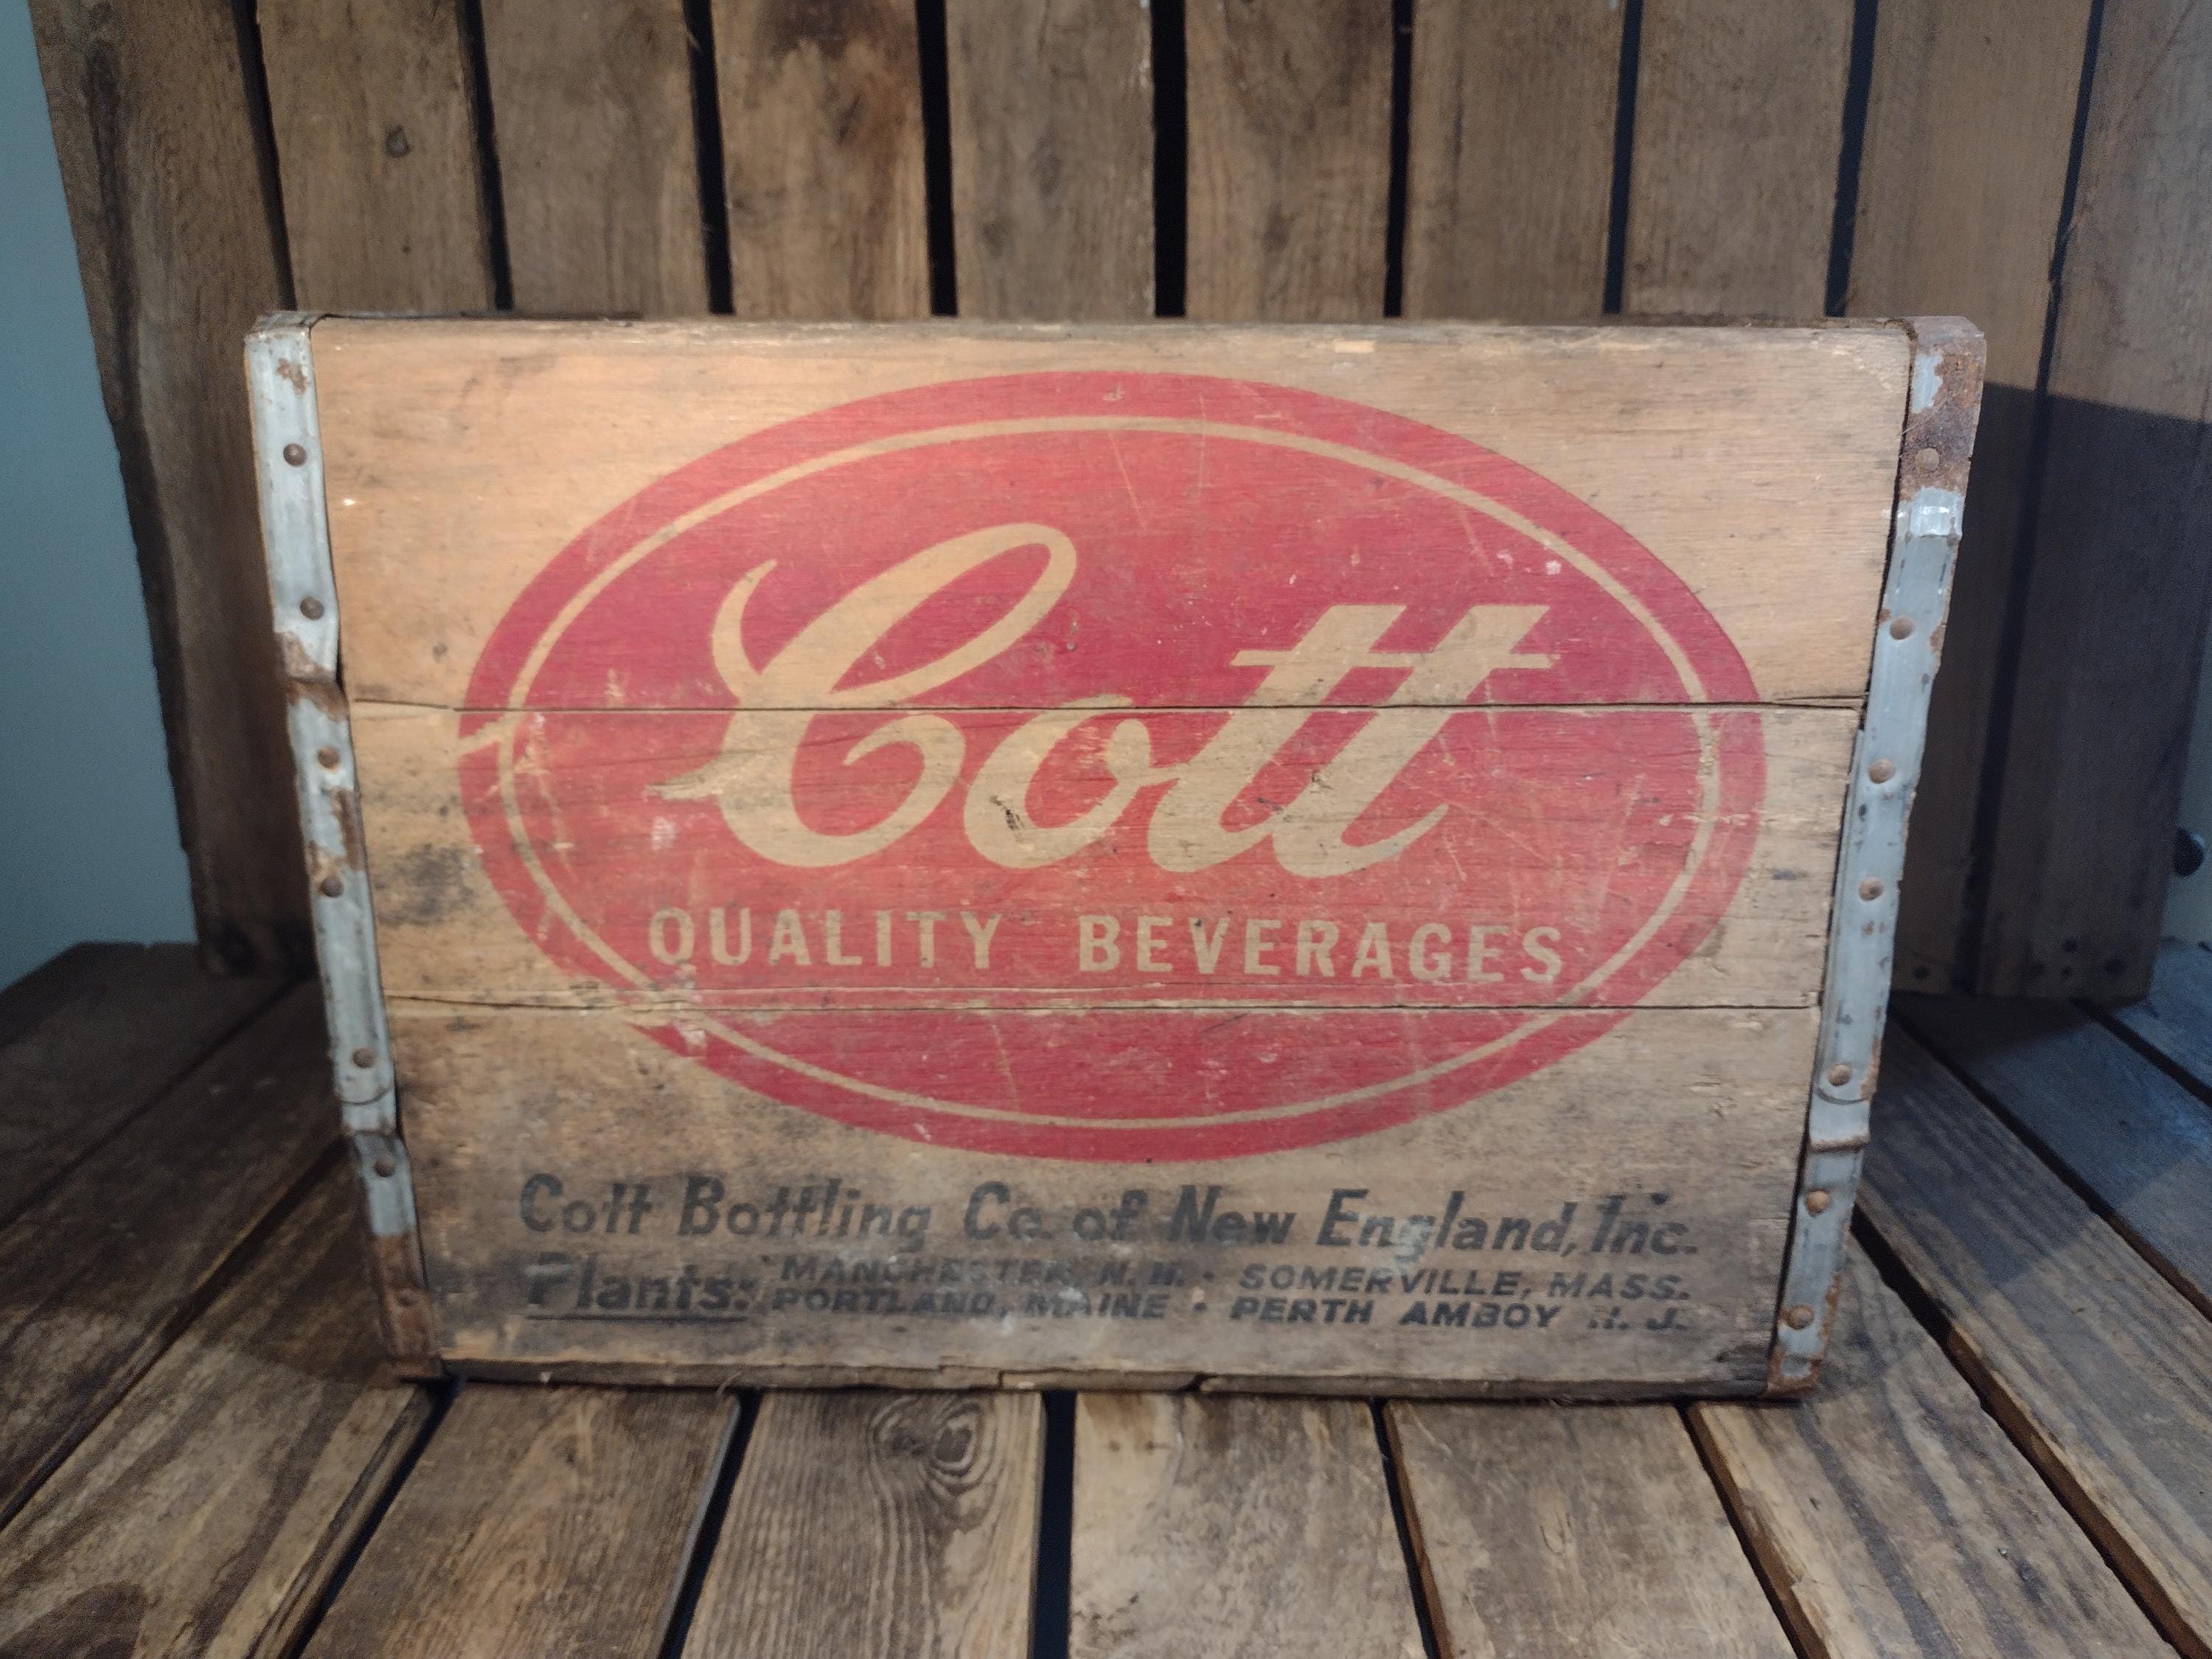 Cott
QUALITY BEVERAGES
Cott Bottling Co. of New England, Inc.
Plants: MANCHESTER, N. H. · SOMERVILLE, MASS.
PORTLAND, MAINE · PERTH AMBOY N. J.